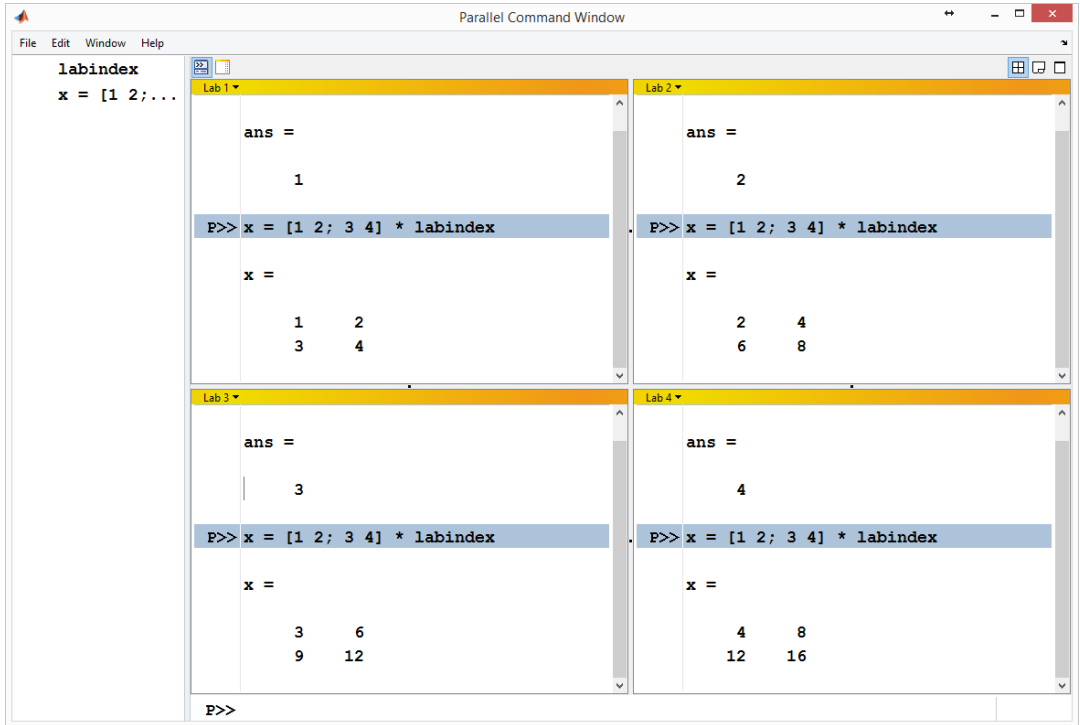 Parallel Command Window
File Edit Window Help
labindex
x = [1 2;...
Lab 1
ans =
1
P>> x = [1 2; 3 4] * labindex
x =
1 2
3 4
Lab 2
ans =
2
P>> x = [1 2; 3 4] * labindex
x =
2 4
6 8
Lab 3
ans =
3
P>> x = [1 2; 3 4] * labindex
x =
3 6
9 12
Lab 4
ans =
4
P>> x = [1 2; 3 4] * labindex
x =
4 8
12 16
P>>